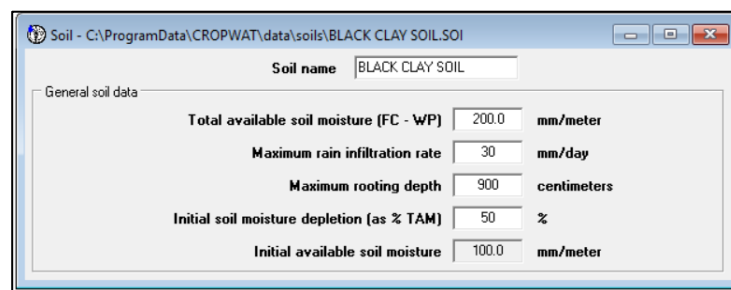 Soil - C:\ProgramData\CROPWAT\data\soils\BLACK CLAY SOIL.SOI
Soil name BLACK CLAY SOIL
General soil data
Total available soil moisture (FC - WP) 200.0 mm/meter
Maximum rain infiltration rate 30 mm/day
Maximum rooting depth 900 centimeters
Initial soil moisture depletion (as % TAM) 50 %
Initial available soil moisture 100.0 mm/meter